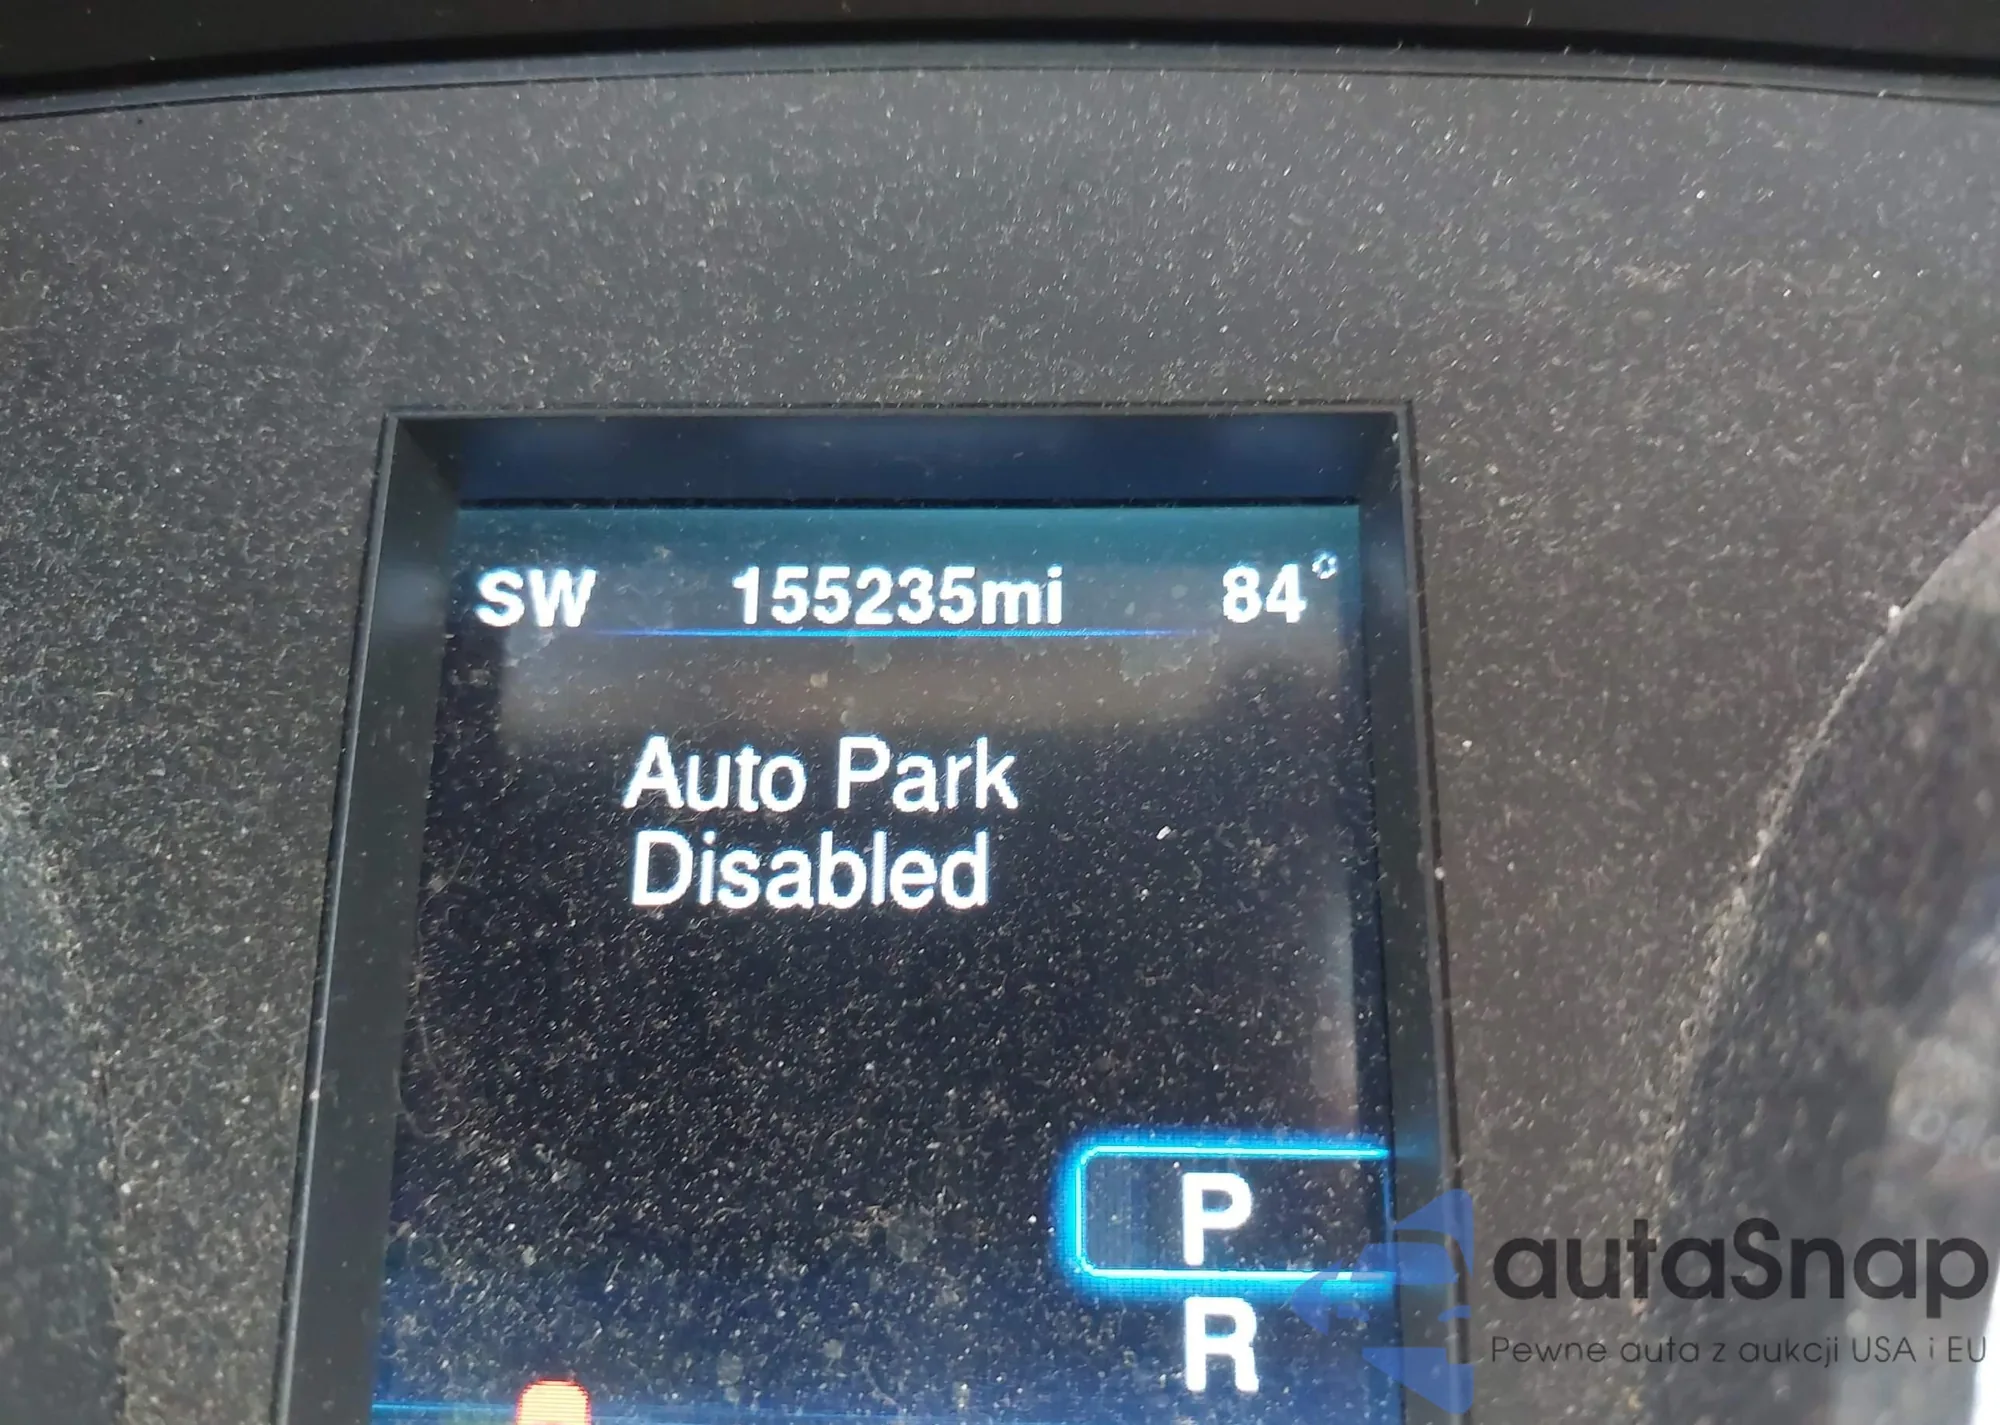 SW 155235mi 84°
Auto Park
Disabled
P
R
autaSnap
Pewne auta z aukcji USA i EU